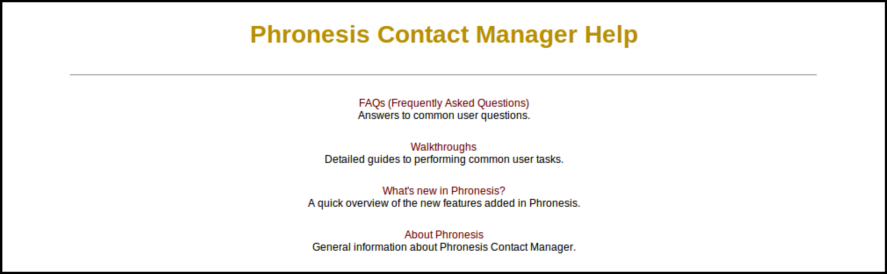 Phronesis Contact Manager Help
FAQs (Frequently Asked Questions)
Answers to common user questions.
Walkthroughs
Detailed guides to performing common user tasks.
What's new in Phronesis?
A quick overview of the new features added in Phronesis.
About Phronesis
General information about Phronesis Contact Manager.